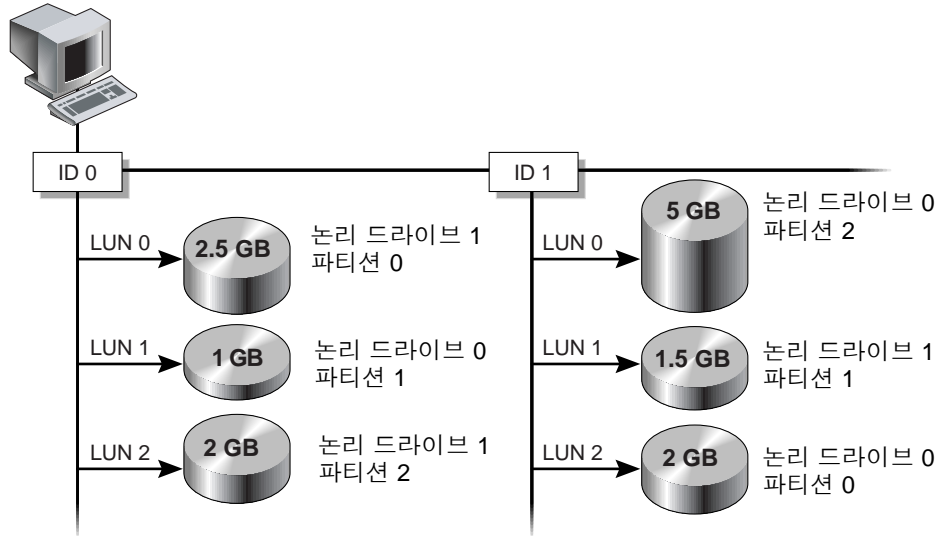 ID 0
ID 1
LUN 0
2.5 GB
논리 드라이브 1
파티션 0
LUN 1
1 GB
논리 드라이브 0
파티션 1
LUN 2
2 GB
논리 드라이브 1
파티션 2
LUN 0
5 GB
논리 드라이브 0
파티션 2
LUN 1
1.5 GB
논리 드라이브 1
파티션 1
LUN 2
2 GB
논리 드라이브 0
파티션 0